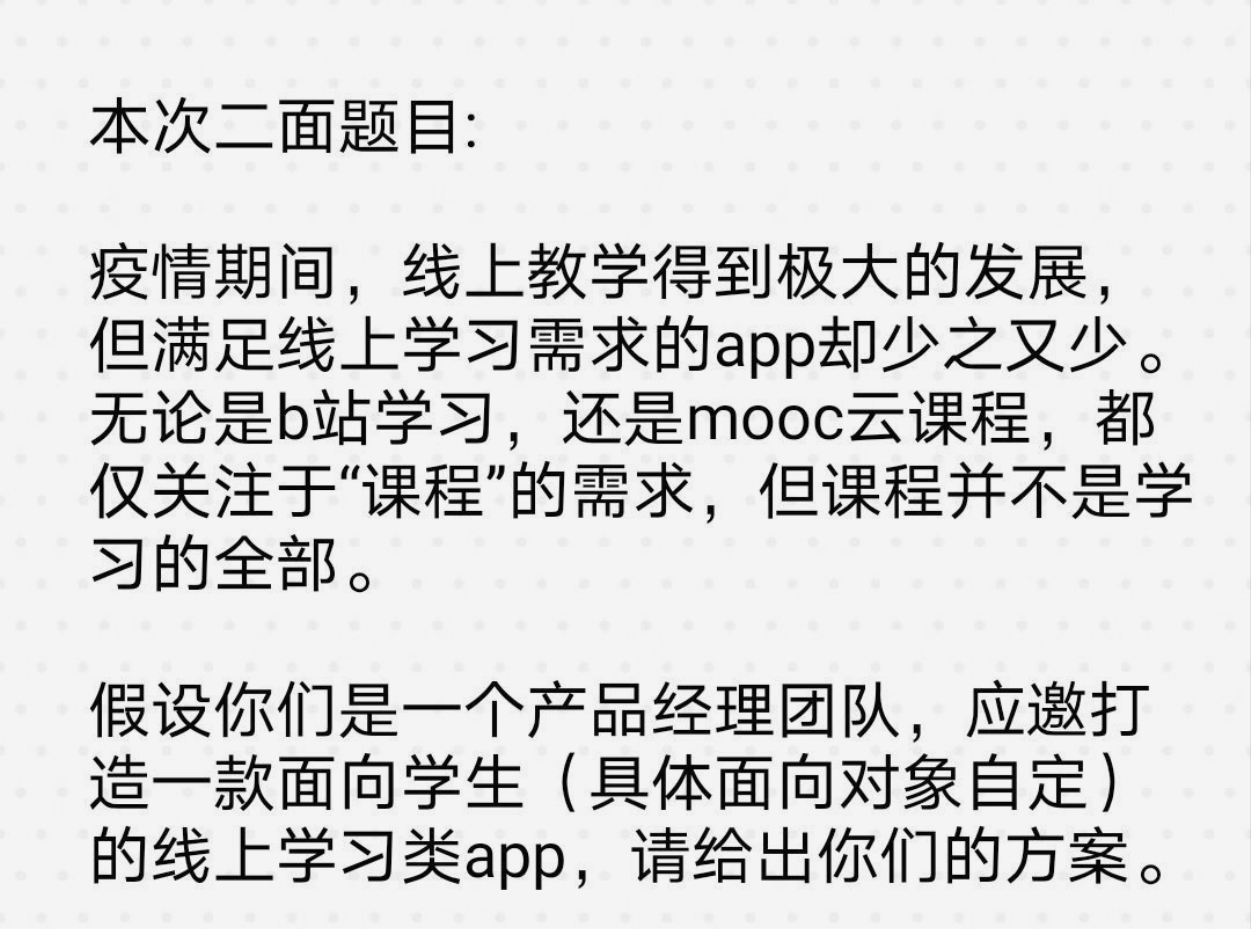 本次二面题目:
疫情期间，线上教学得到极大的发展，
但满足线上学习需求的app却少之又少。
无论是b站学习，还是mooc云课程，都
仅关注于“课程”的需求，但课程并不是学
习的全部。
假设你们是一个产品经理团队，应邀打
造一款面向学生（具体面向对象自定）
的线上学习类app，请给出你们的方案。